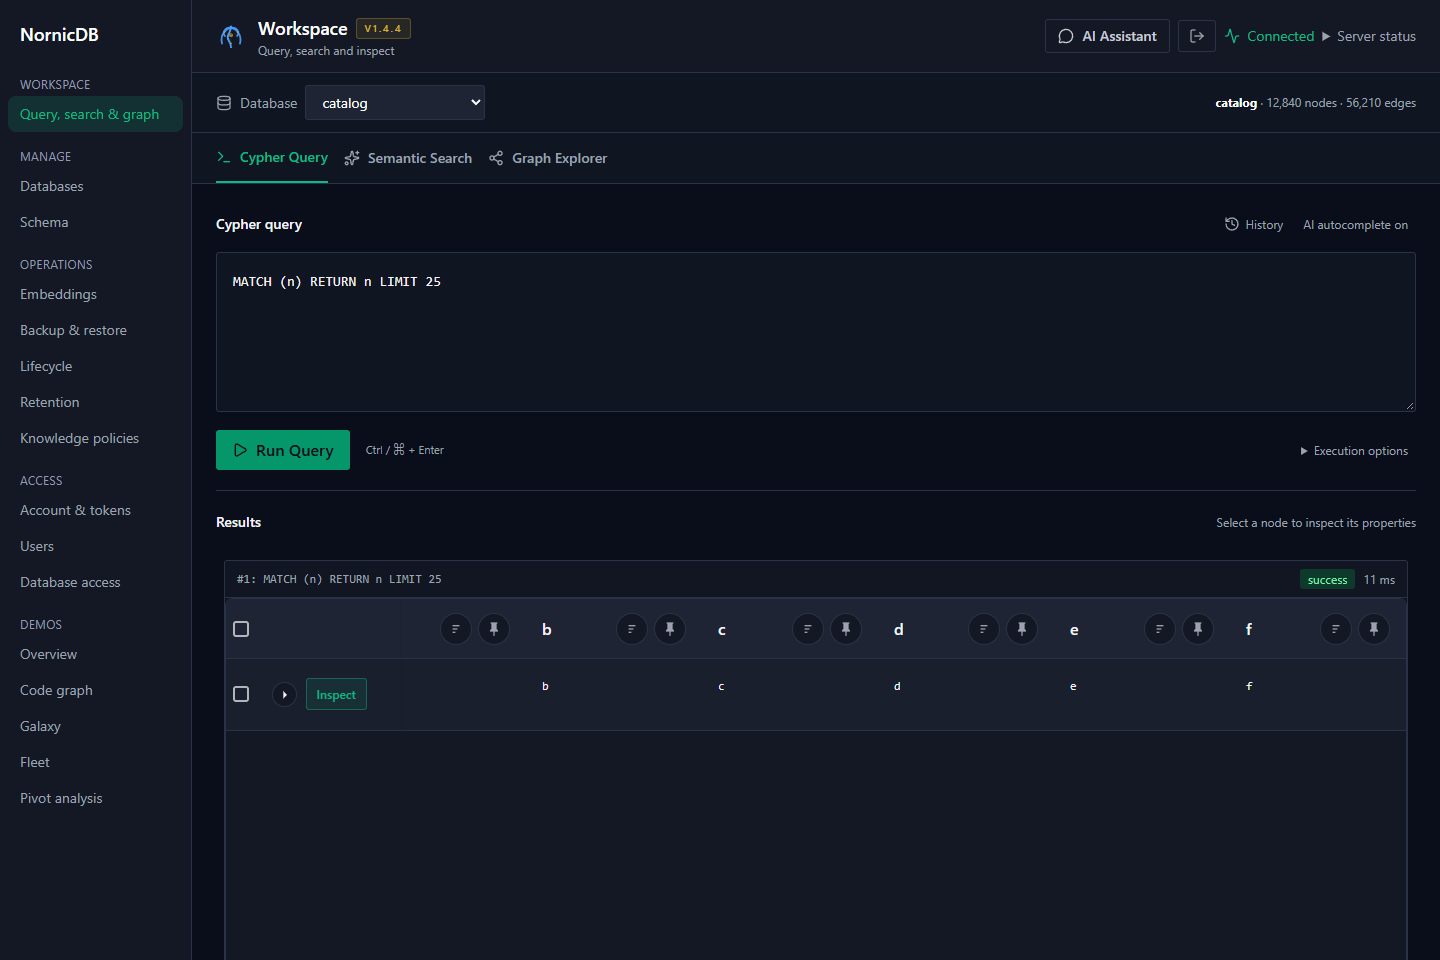 NornicDB
WORKSPACE
Query, search & graph
MANAGE
Databases
Schema
OPERATIONS
Embeddings
Backup & restore
Lifecycle
Retention
Knowledge policies
ACCESS
Account & tokens
Users
Database access
DEMOS
Overview
Code graph
Galaxy
Fleet
Pivot analysis
Workspace V1.4.4
Query, search and inspect
AI Assistant
Connected Server status
Database catalog
catalog · 12,840 nodes · 56,210 edges
Cypher Query Semantic Search Graph Explorer
Cypher query
History AI autocomplete on
MATCH (n) RETURN n LIMIT 25
Run Query Ctrl / ⌘ + Enter
Execution options
Results
Select a node to inspect its properties
#1: MATCH (n) RETURN n LIMIT 25
success 11 ms
b c d e f
Inspect b c d e f